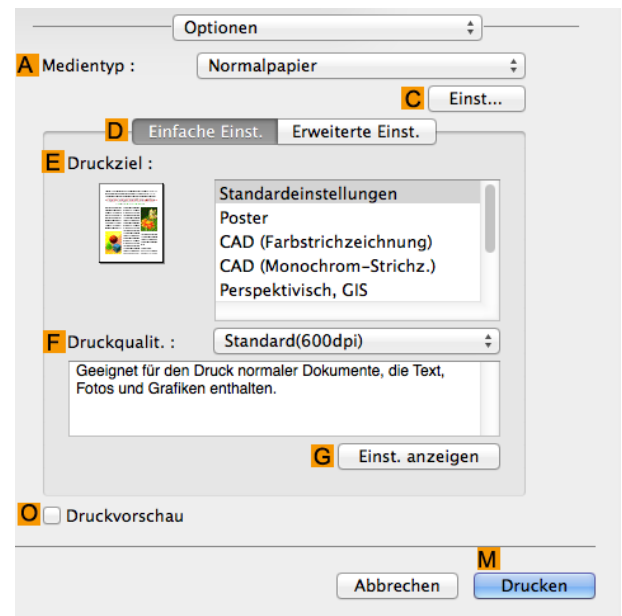 Optionen
A Medientyp : Normalpapier
C Einst...
D Einfache Einst. Erweiterte Einst.
E Druckziel :
Standardeinstellungen
Poster
CAD (Farbstrichzeichnung)
CAD (Monochrom-Strichz.)
Perspektivisch, GIS
F Druckqualit. : Standard(600dpi)
Geeignet für den Druck normaler Dokumente, die Text,
Fotos und Grafiken enthalten.
G Einst. anzeigen
O Druckvorschau
M
Abbrechen Drucken